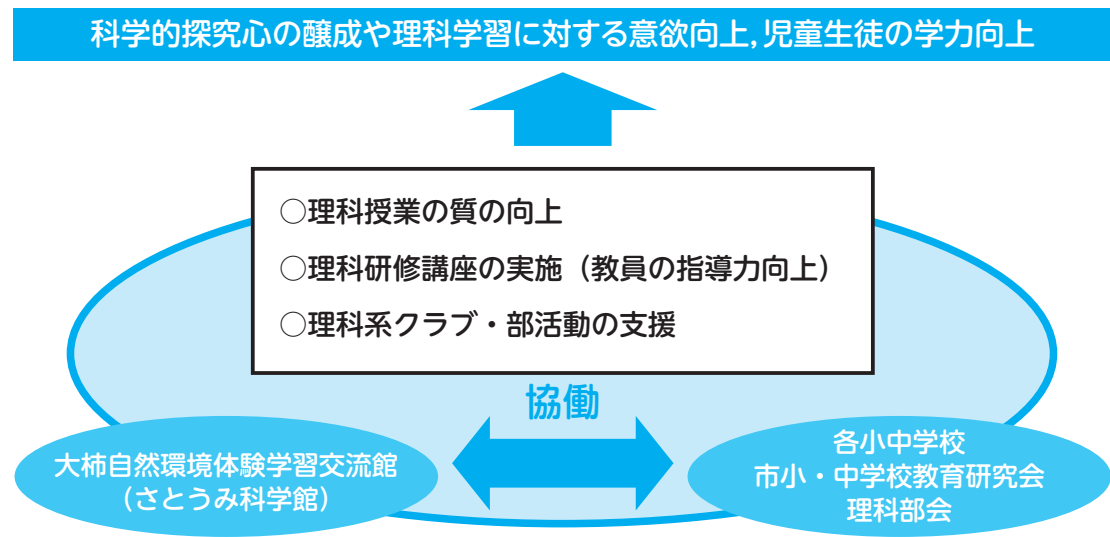 科学的探究心の醸成や理科学習に対する意欲向上,児童生徒の学力向上
○理科授業の質の向上
○理科研修講座の実施（教員の指導力向上）
○理科系クラブ・部活動の支援
協働
大柿自然環境体験学習交流館
（さとうみ科学館）
各小中学校
市小・中学校教育研究会
理科部会